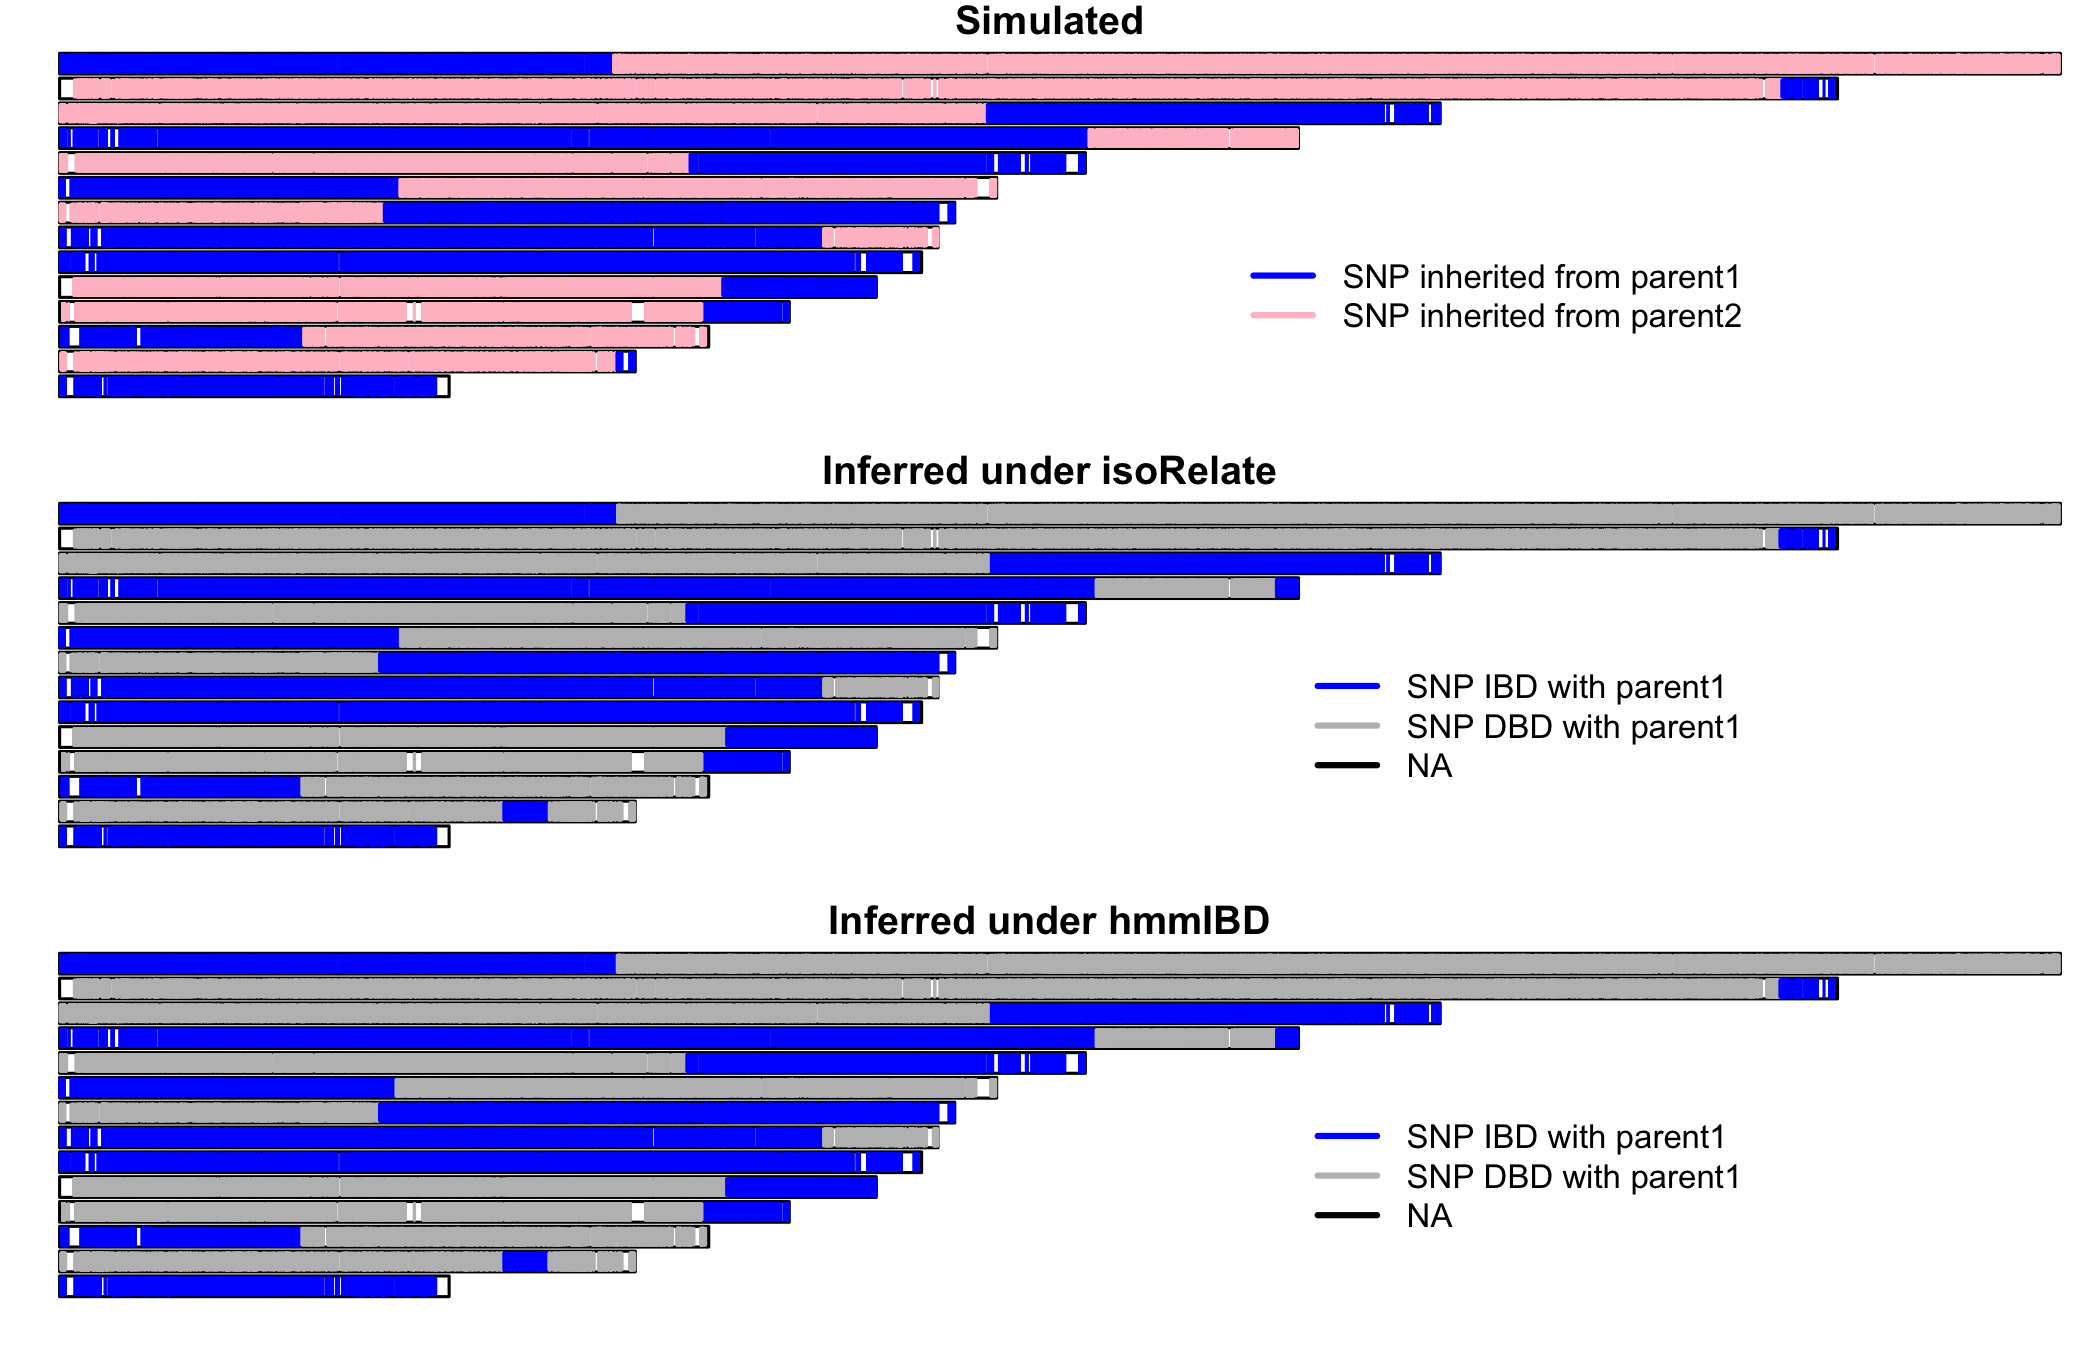 Simulated
SNP inherited from parent1
SNP inherited from parent2
Inferred under isoRelate
SNP IBD with parent1
SNP DBD with parent1
NA
Inferred under hmmIBD
SNP IBD with parent1
SNP DBD with parent1
NA